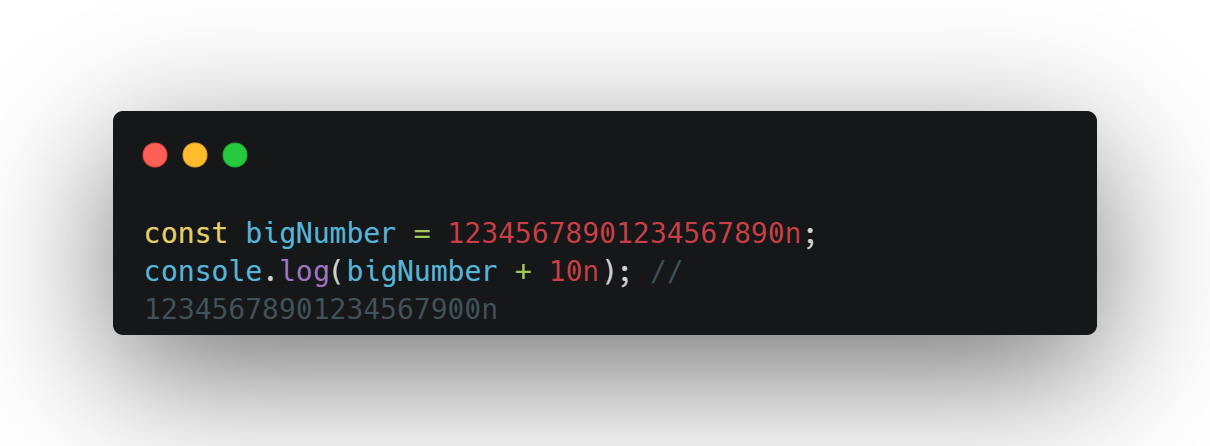 const bigNumber = 12345678901234567890n;
console.log(bigNumber + 10n); //
12345678901234567900n